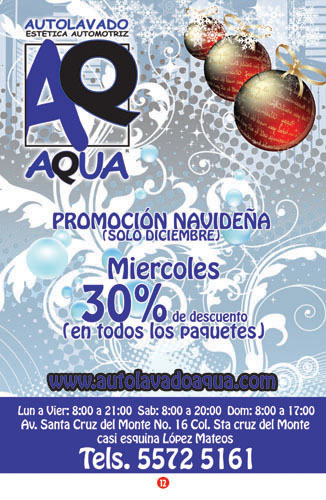 AUTOLAVADO
ESTETICA AUTOMOTRIZ
AQ
AQUA
PROMOCIÓN NAVIDEÑA
(SOLO DICIEMBRE)
Miercoles
30% de descuento
(en todos los paquetes)
www.autolavadoaqua.com
Lun a Vier: 8:00 a 21:00 Sab: 8:00 a 20:00 Dom: 8:00 a 17:00
Av. Santa Cruz del Monte No. 16 Col. Sta cruz del Monte
casi esquina López Mateos
Tels. 5572 5161
12